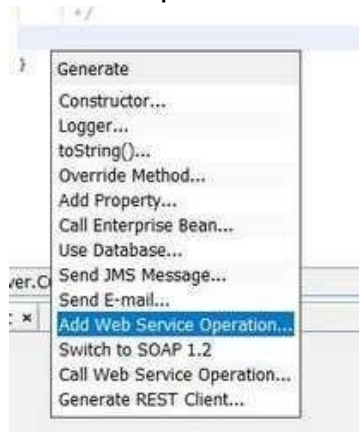 */
}
Generate
Constructor...
Logger...
toString()...
Override Method...
Add Property...
Call Enterprise Bean...
Use Database...
Send JMS Message...
Send E-mail...
Add Web Service Operation...
Switch to SOAP 1.2
Call Web Service Operation...
Generate REST Client...